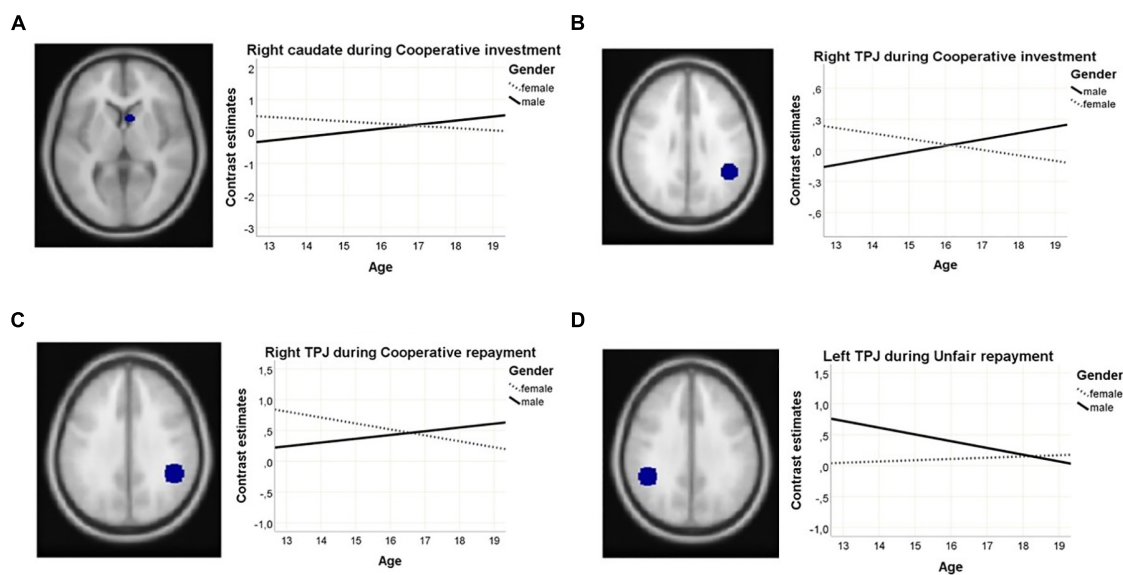 A
Right caudate during Cooperative investment
Gender
female
male
2
1
0
-1
-2
-3
Contrast estimates
13 14 15 16 17 18 19
Age
B
Right TPJ during Cooperative investment
Gender
male
female
,6
,3
,0
-,3
-,6
Contrast estimates
13 14 15 16 17 18 19
Age
C
Right TPJ during Cooperative repayment
Gender
female
male
1,5
1,0
,5
,0
-,5
-1,0
Contrast estimates
13 14 15 16 17 18 19
Age
D
Left TPJ during Unfair repayment
Gender
female
male
1,5
1,0
,5
,0
-,5
-1,0
Contrast estimates
13 14 15 16 17 18 19
Age